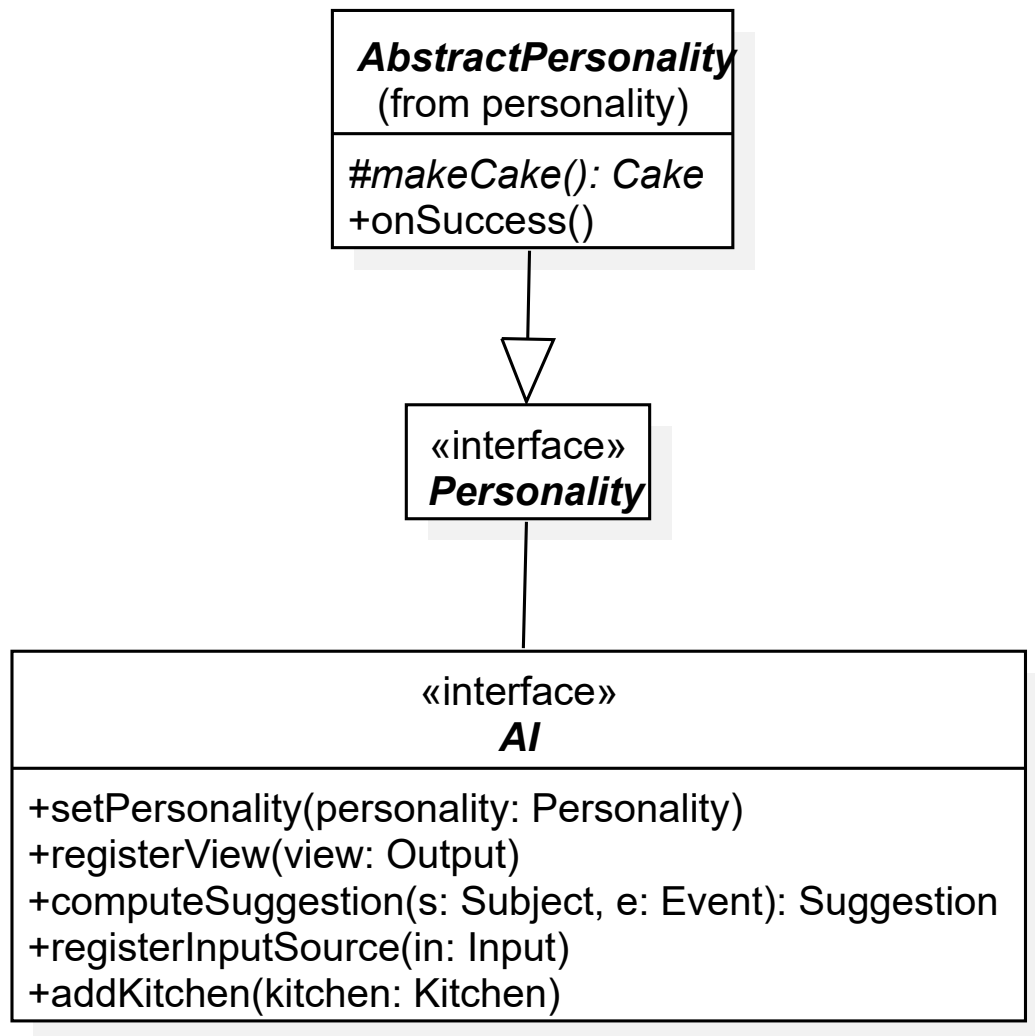 AbstractPersonality
(from personality)
#makeCake(): Cake
+onSuccess()
«interface»
Personality
«interface»
AI
+setPersonality(personality: Personality)
+registerView(view: Output)
+computeSuggestion(s: Subject, e: Event): Suggestion
+registerInputSource(in: Input)
+addKitchen(kitchen: Kitchen)